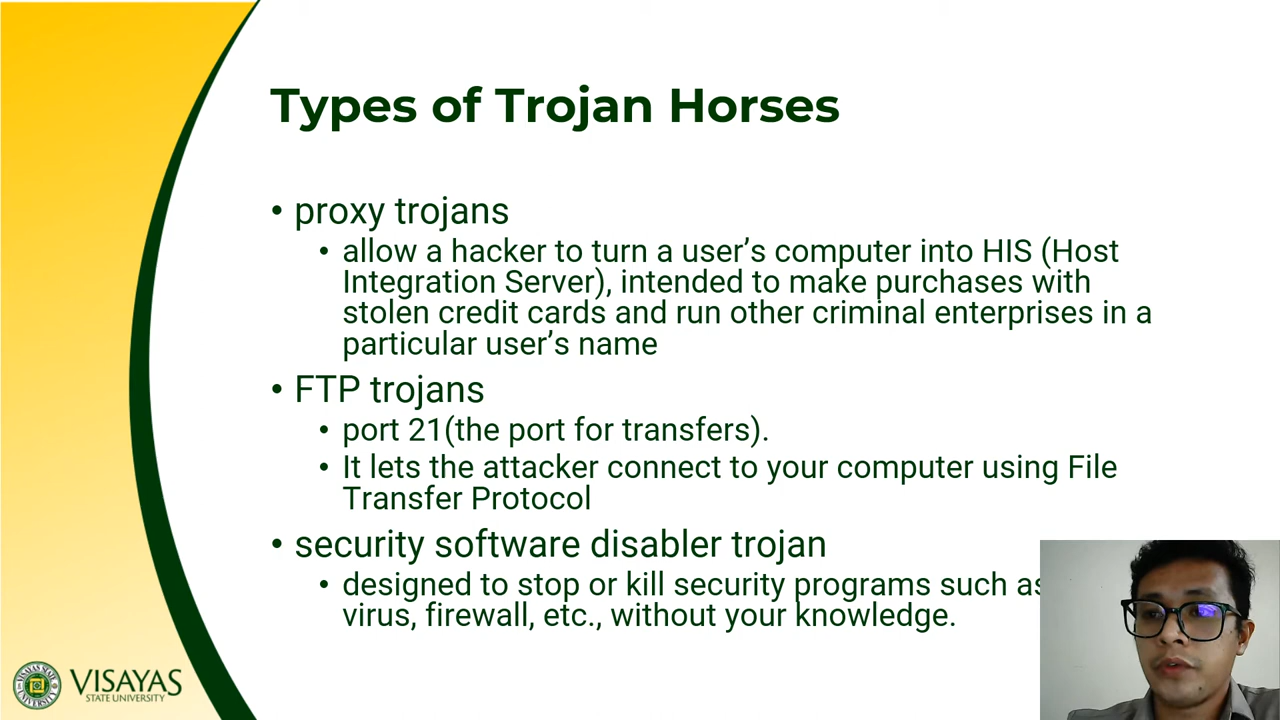 Types of Trojan Horses
• proxy trojans
• allow a hacker to turn a user’s computer into HIS (Host
Integration Server), intended to make purchases with
stolen credit cards and run other criminal enterprises in a
particular user’s name
• FTP trojans
• port 21(the port for transfers).
• It lets the attacker connect to your computer using File
Transfer Protocol
• security software disabler trojan
• designed to stop or kill security programs such as
virus, firewall, etc., without your knowledge.
VISAYAS
STATE UNIVERSITY